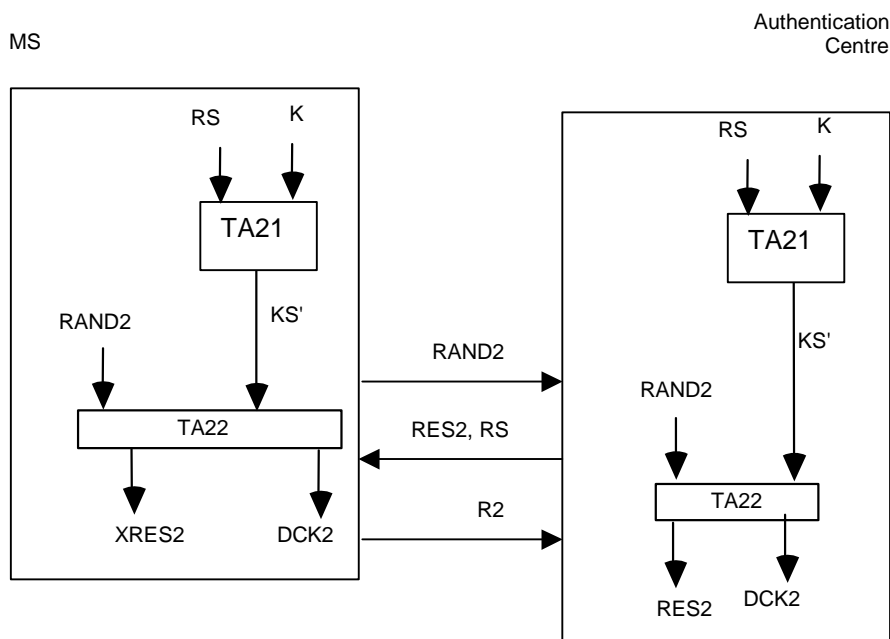 MS
Authentication
Centre
RS K
TA21
KS'
RAND2
TA22
XRES2 DCK2
RAND2
RES2, RS
R2
RS K
TA21
KS'
RAND2
TA22
RES2 DCK2